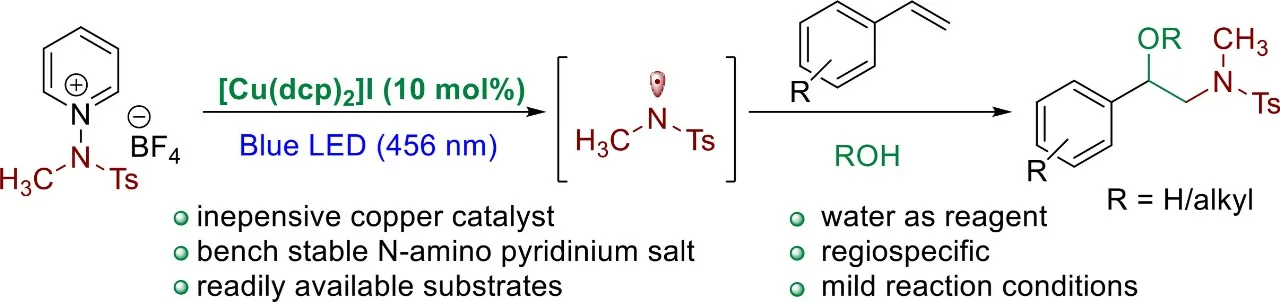 [Cu(dcp)2]I (10 mol%)
Blue LED (456 nm)
N
⊕
N
H3C
Ts
⊖
BF4
N
H3C
Ts
R
ROH
OR
CH3
N
Ts
R
R = H/alkyl
inepensive copper catalyst
bench stable N-amino pyridinium salt
readily available substrates
water as reagent
regiospecific
mild reaction conditions